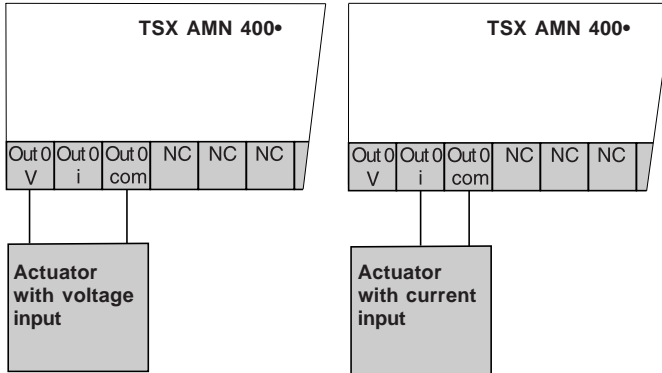 TSX AMN 400•
Out 0 V
Out 0 i
Out 0 com
NC
NC
NC
Actuator
with voltage
input
TSX AMN 400•
Out 0 V
Out 0 i
Out 0 com
NC
NC
NC
Actuator
with current
input